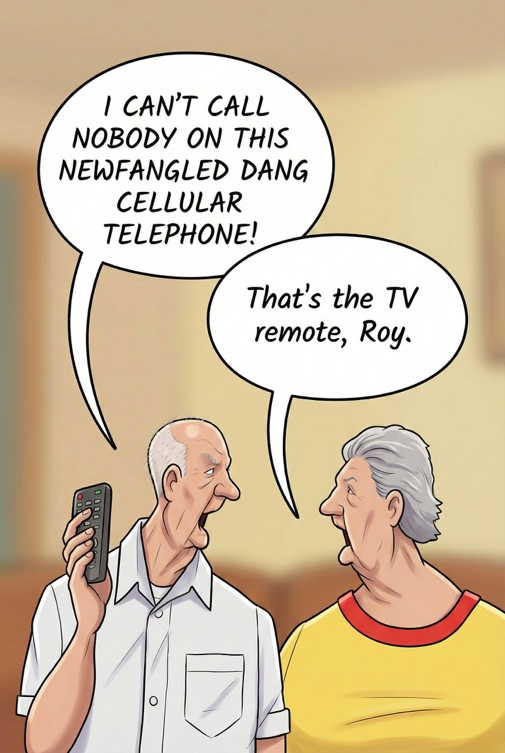 I CAN'T CALL
NOBODY ON THIS
NEWFANGLED DANG
CELLULAR
TELEPHONE!
That's the TV
remote, Roy.